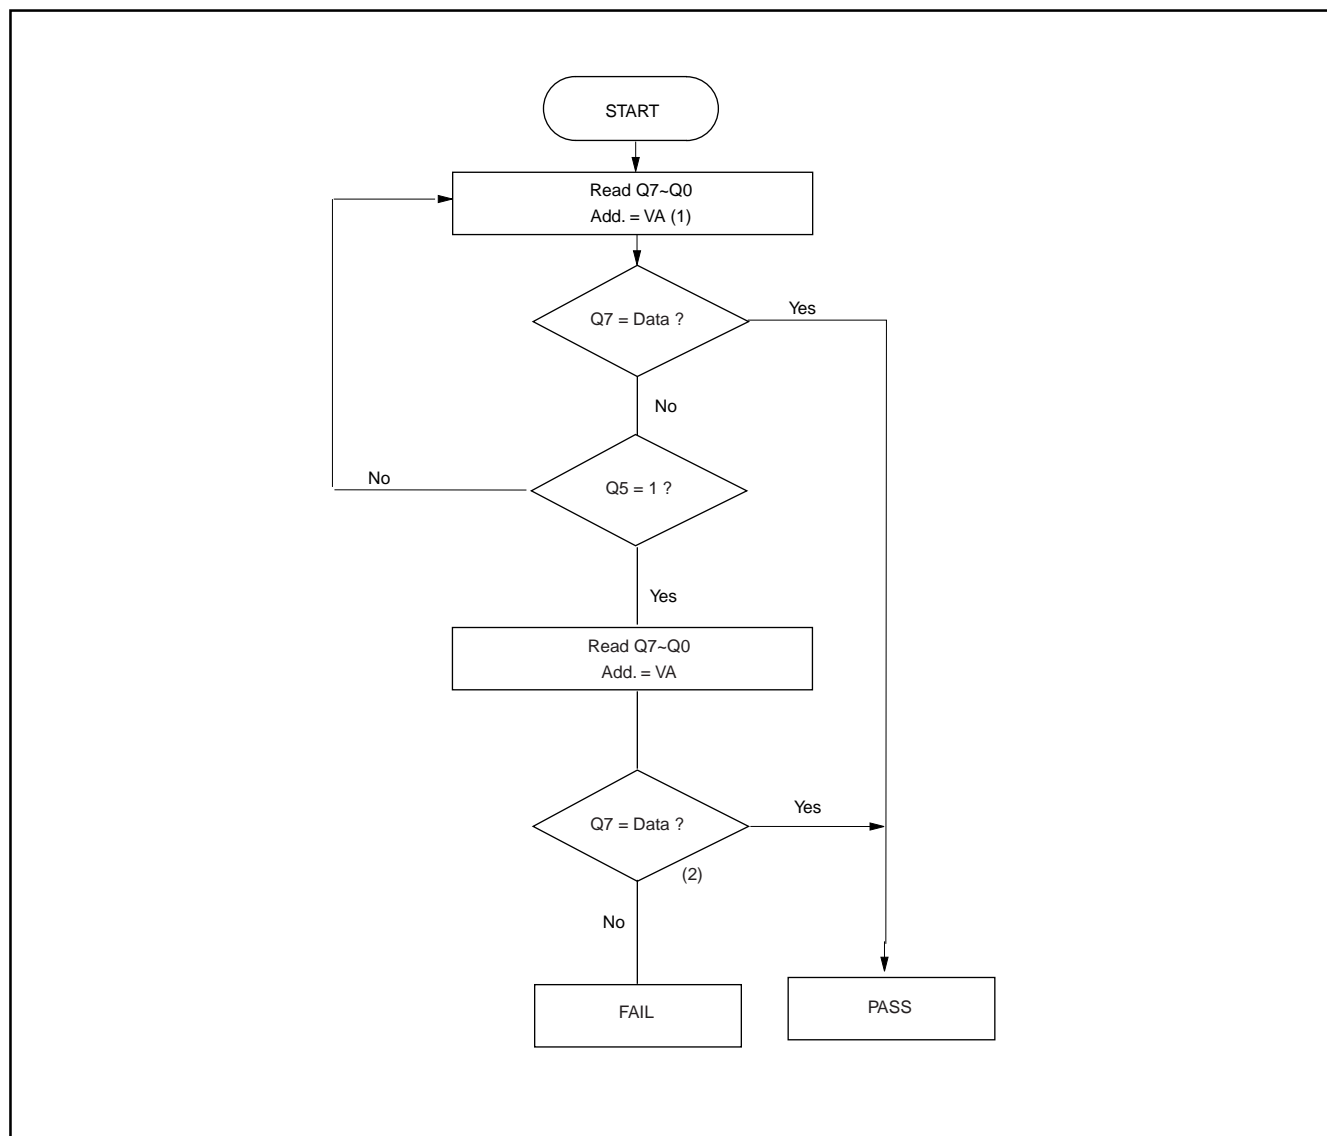 START
Read Q7~Q0
Add. = VA (1)
Q7 = Data ?
Yes
No
Q5 = 1 ?
No
Yes
Read Q7~Q0
Add. = VA
Q7 = Data ?
Yes
(2)
No
FAIL
PASS